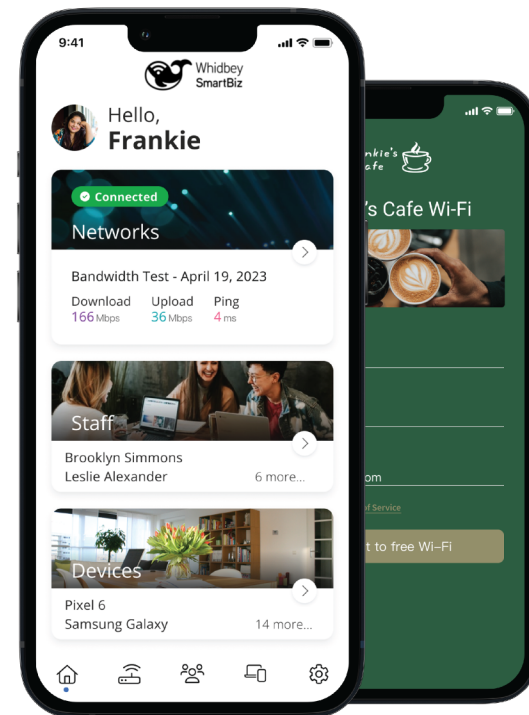 9:41
Whidbey
SmartBiz
Hello,
Frankie
Connected
Networks
Bandwidth Test - April 19, 2023
Download Upload Ping
166 Mbps 36 Mbps 4 ms
Staff
Brooklyn Simmons
Leslie Alexander 6 more...
Devices
Pixel 6
Samsung Galaxy 14 more...
nkie's
afe
's Cafe Wi-Fi
om
of Service
t to free Wi-Fi